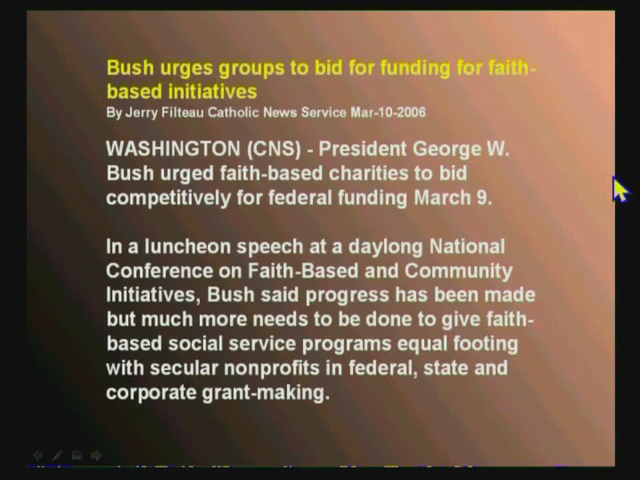 Bush urges groups to bid for funding for faith-
based initiatives
By Jerry Filteau Catholic News Service Mar-10-2006
WASHINGTON (CNS) - President George W.
Bush urged faith-based charities to bid
competitively for federal funding March 9.
In a luncheon speech at a daylong National
Conference on Faith-Based and Community
Initiatives, Bush said progress has been made
but much more needs to be done to give faith-
based social service programs equal footing
with secular nonprofits in federal, state and
corporate grant-making.